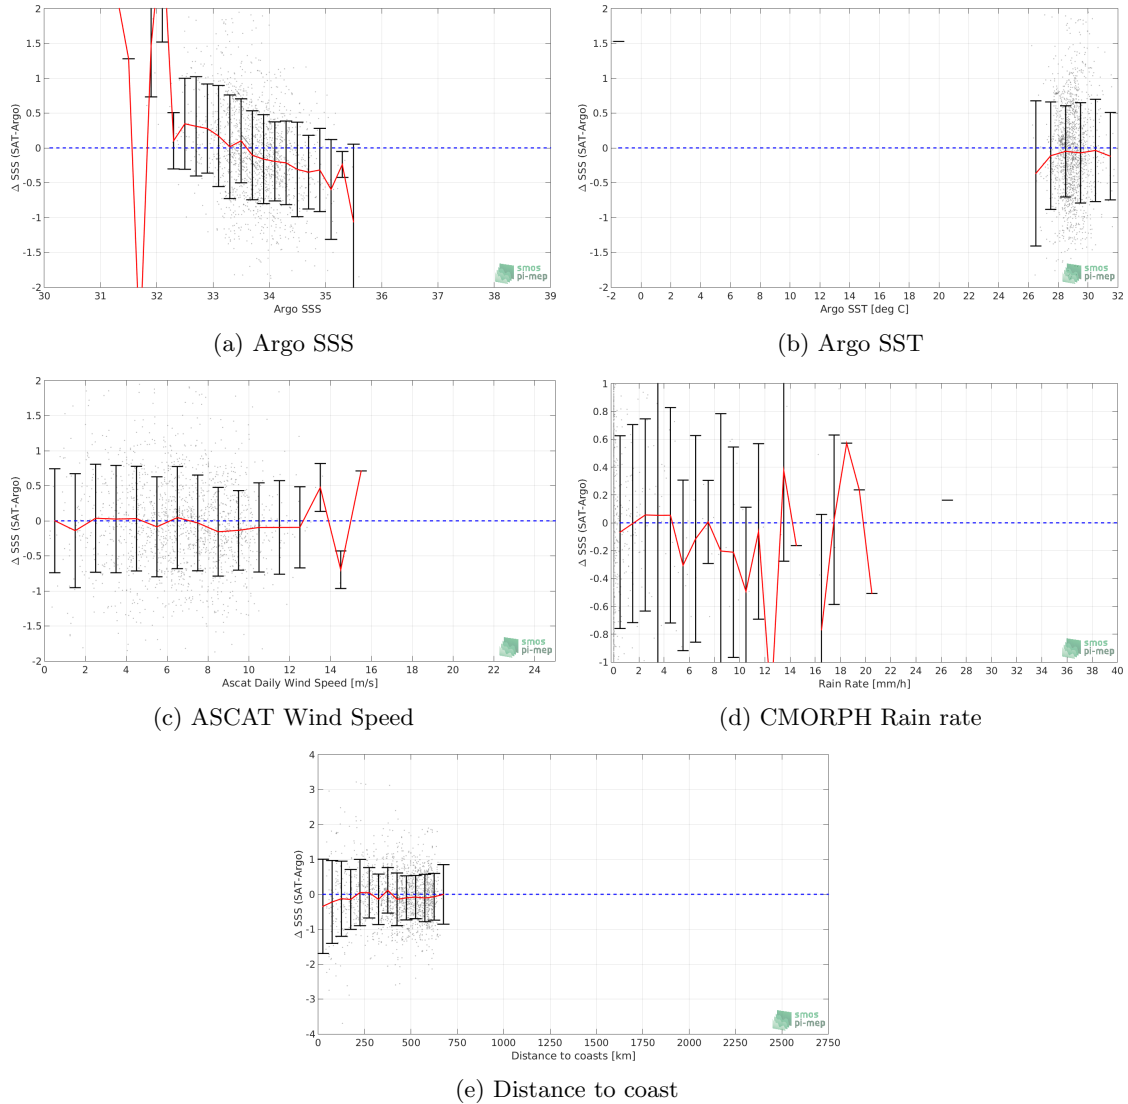 2
1.5
1
0.5
0
-0.5
-1
-1.5
-2
Δ SSS (SAT-Argo)
30 31 32 33 34 35 36 37 38 39
Argo SSS
smos
pi-mep
(a) Argo SSS
2
1.5
1
0.5
0
-0.5
-1
-1.5
-2
Δ SSS (SAT-Argo)
-2 0 2 4 6 8 10 12 14 16 18 20 22 24 26 28 30 32
Argo SST [deg C]
smos
pi-mep
(b) Argo SST
2
1.5
1
0.5
0
-0.5
-1
-1.5
-2
Δ SSS (SAT-Argo)
0 2 4 6 8 10 12 14 16 18 20 22 24
Ascat Daily Wind Speed [m/s]
smos
pi-mep
(c) ASCAT Wind Speed
1
0.8
0.6
0.4
0.2
0
-0.2
-0.4
-0.6
-0.8
-1
Δ SSS (SAT-Argo)
0 2 4 6 8 10 12 14 16 18 20 22 24 26 28 30 32 34 36 38 40
Rain Rate [mm/h]
smos
pi-mep
(d) CMORPH Rain rate
4
3
2
1
0
-1
-2
-3
-4
Δ SSS (SAT-Argo)
0 250 500 750 1000 1250 1500 1750 2000 2250 2500 2750
Distance to coasts [km]
smos
pi-mep
(e) Distance to coast